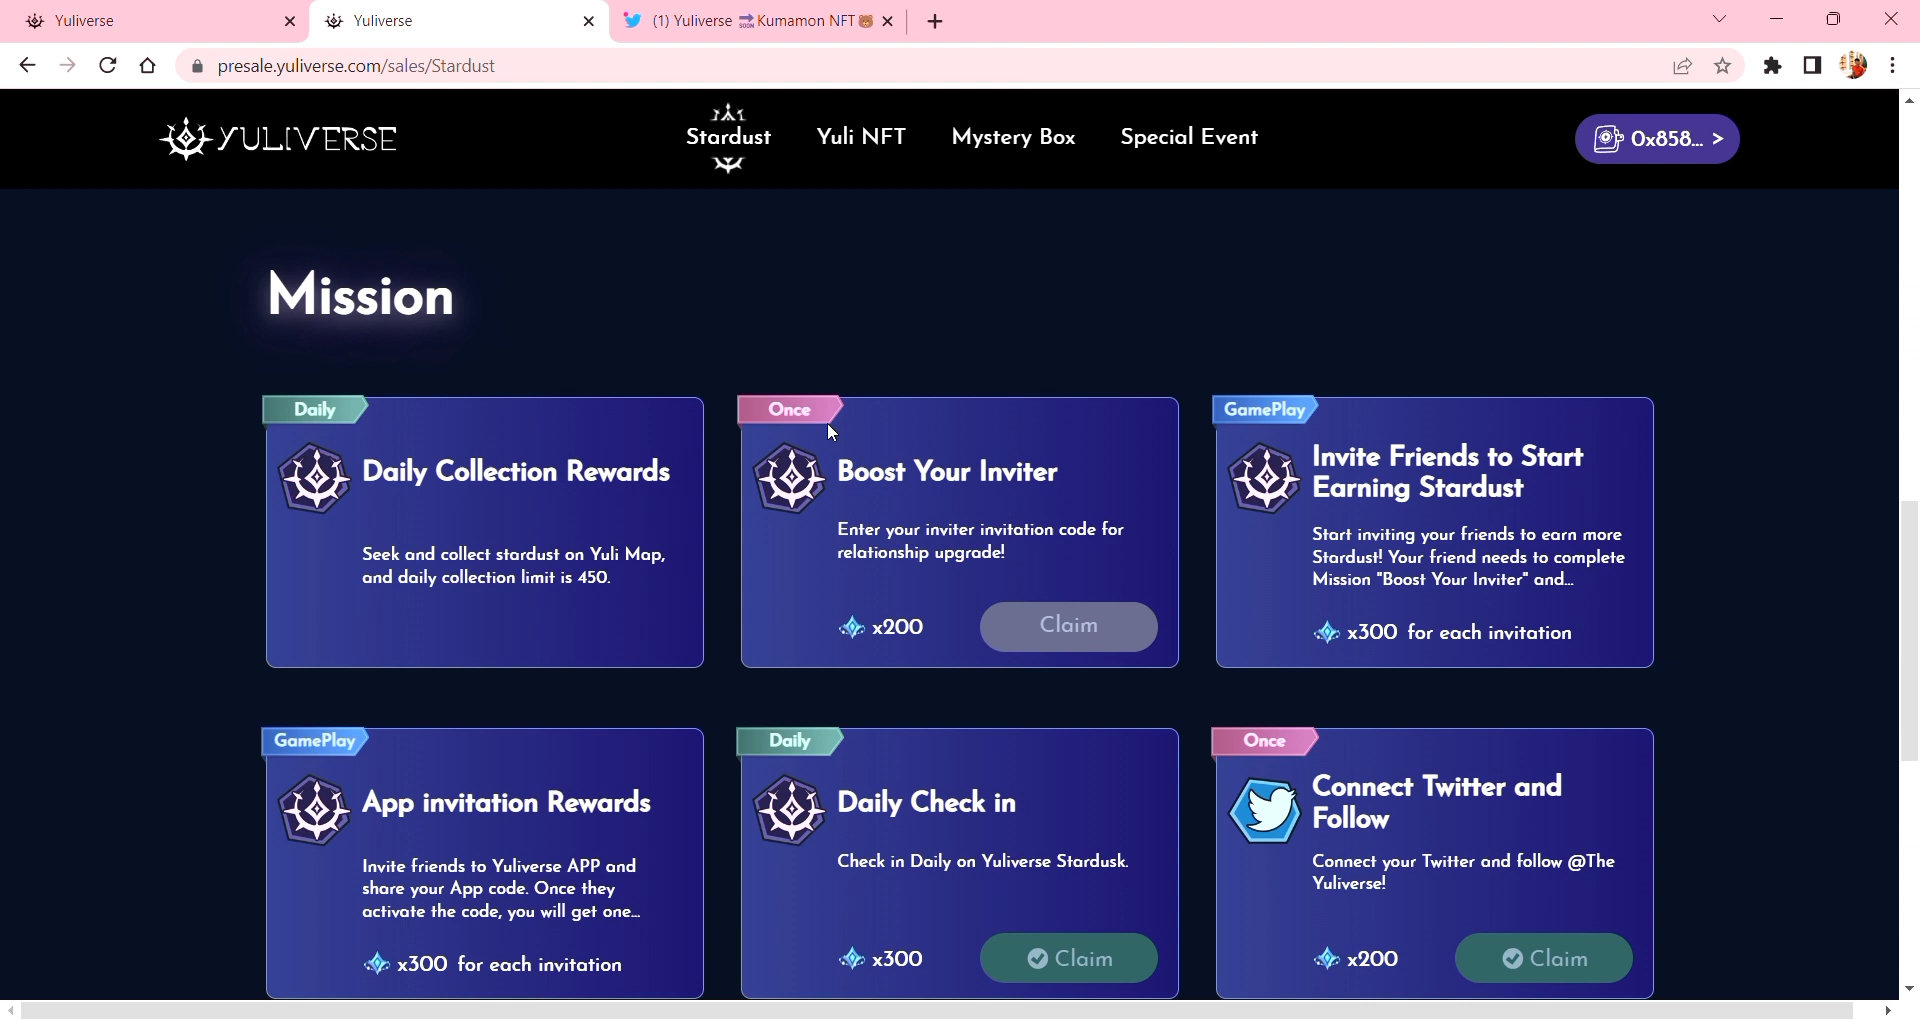 Yuliverse
Yuliverse
(1) Yuliverse 🔜 Kumamon NFT🐻
presale.yuliverse.com/sales/Stardust
YULIVERSE
Stardust
Yuli NFT
Mystery Box
Special Event
0x858... >
Mission
Daily
Daily Collection Rewards
Seek and collect stardust on Yuli Map,
and daily collection limit is 450.
Once
Boost Your Inviter
Enter your inviter invitation code for
relationship upgrade!
x200
Claim
GamePlay
Invite Friends to Start
Earning Stardust
Start inviting your friends to earn more
Stardust! Your friend needs to complete
Mission "Boost Your Inviter" and...
x300 for each invitation
GamePlay
App invitation Rewards
Invite friends to Yuliverse APP and
share your App code. Once they
activate the code, you will get one...
x300 for each invitation
Daily
Daily Check in
Check in Daily on Yuliverse Stardusk.
x300
Claim
Once
Connect Twitter and
Follow
Connect your Twitter and follow @The
Yuliverse!
x200
Claim